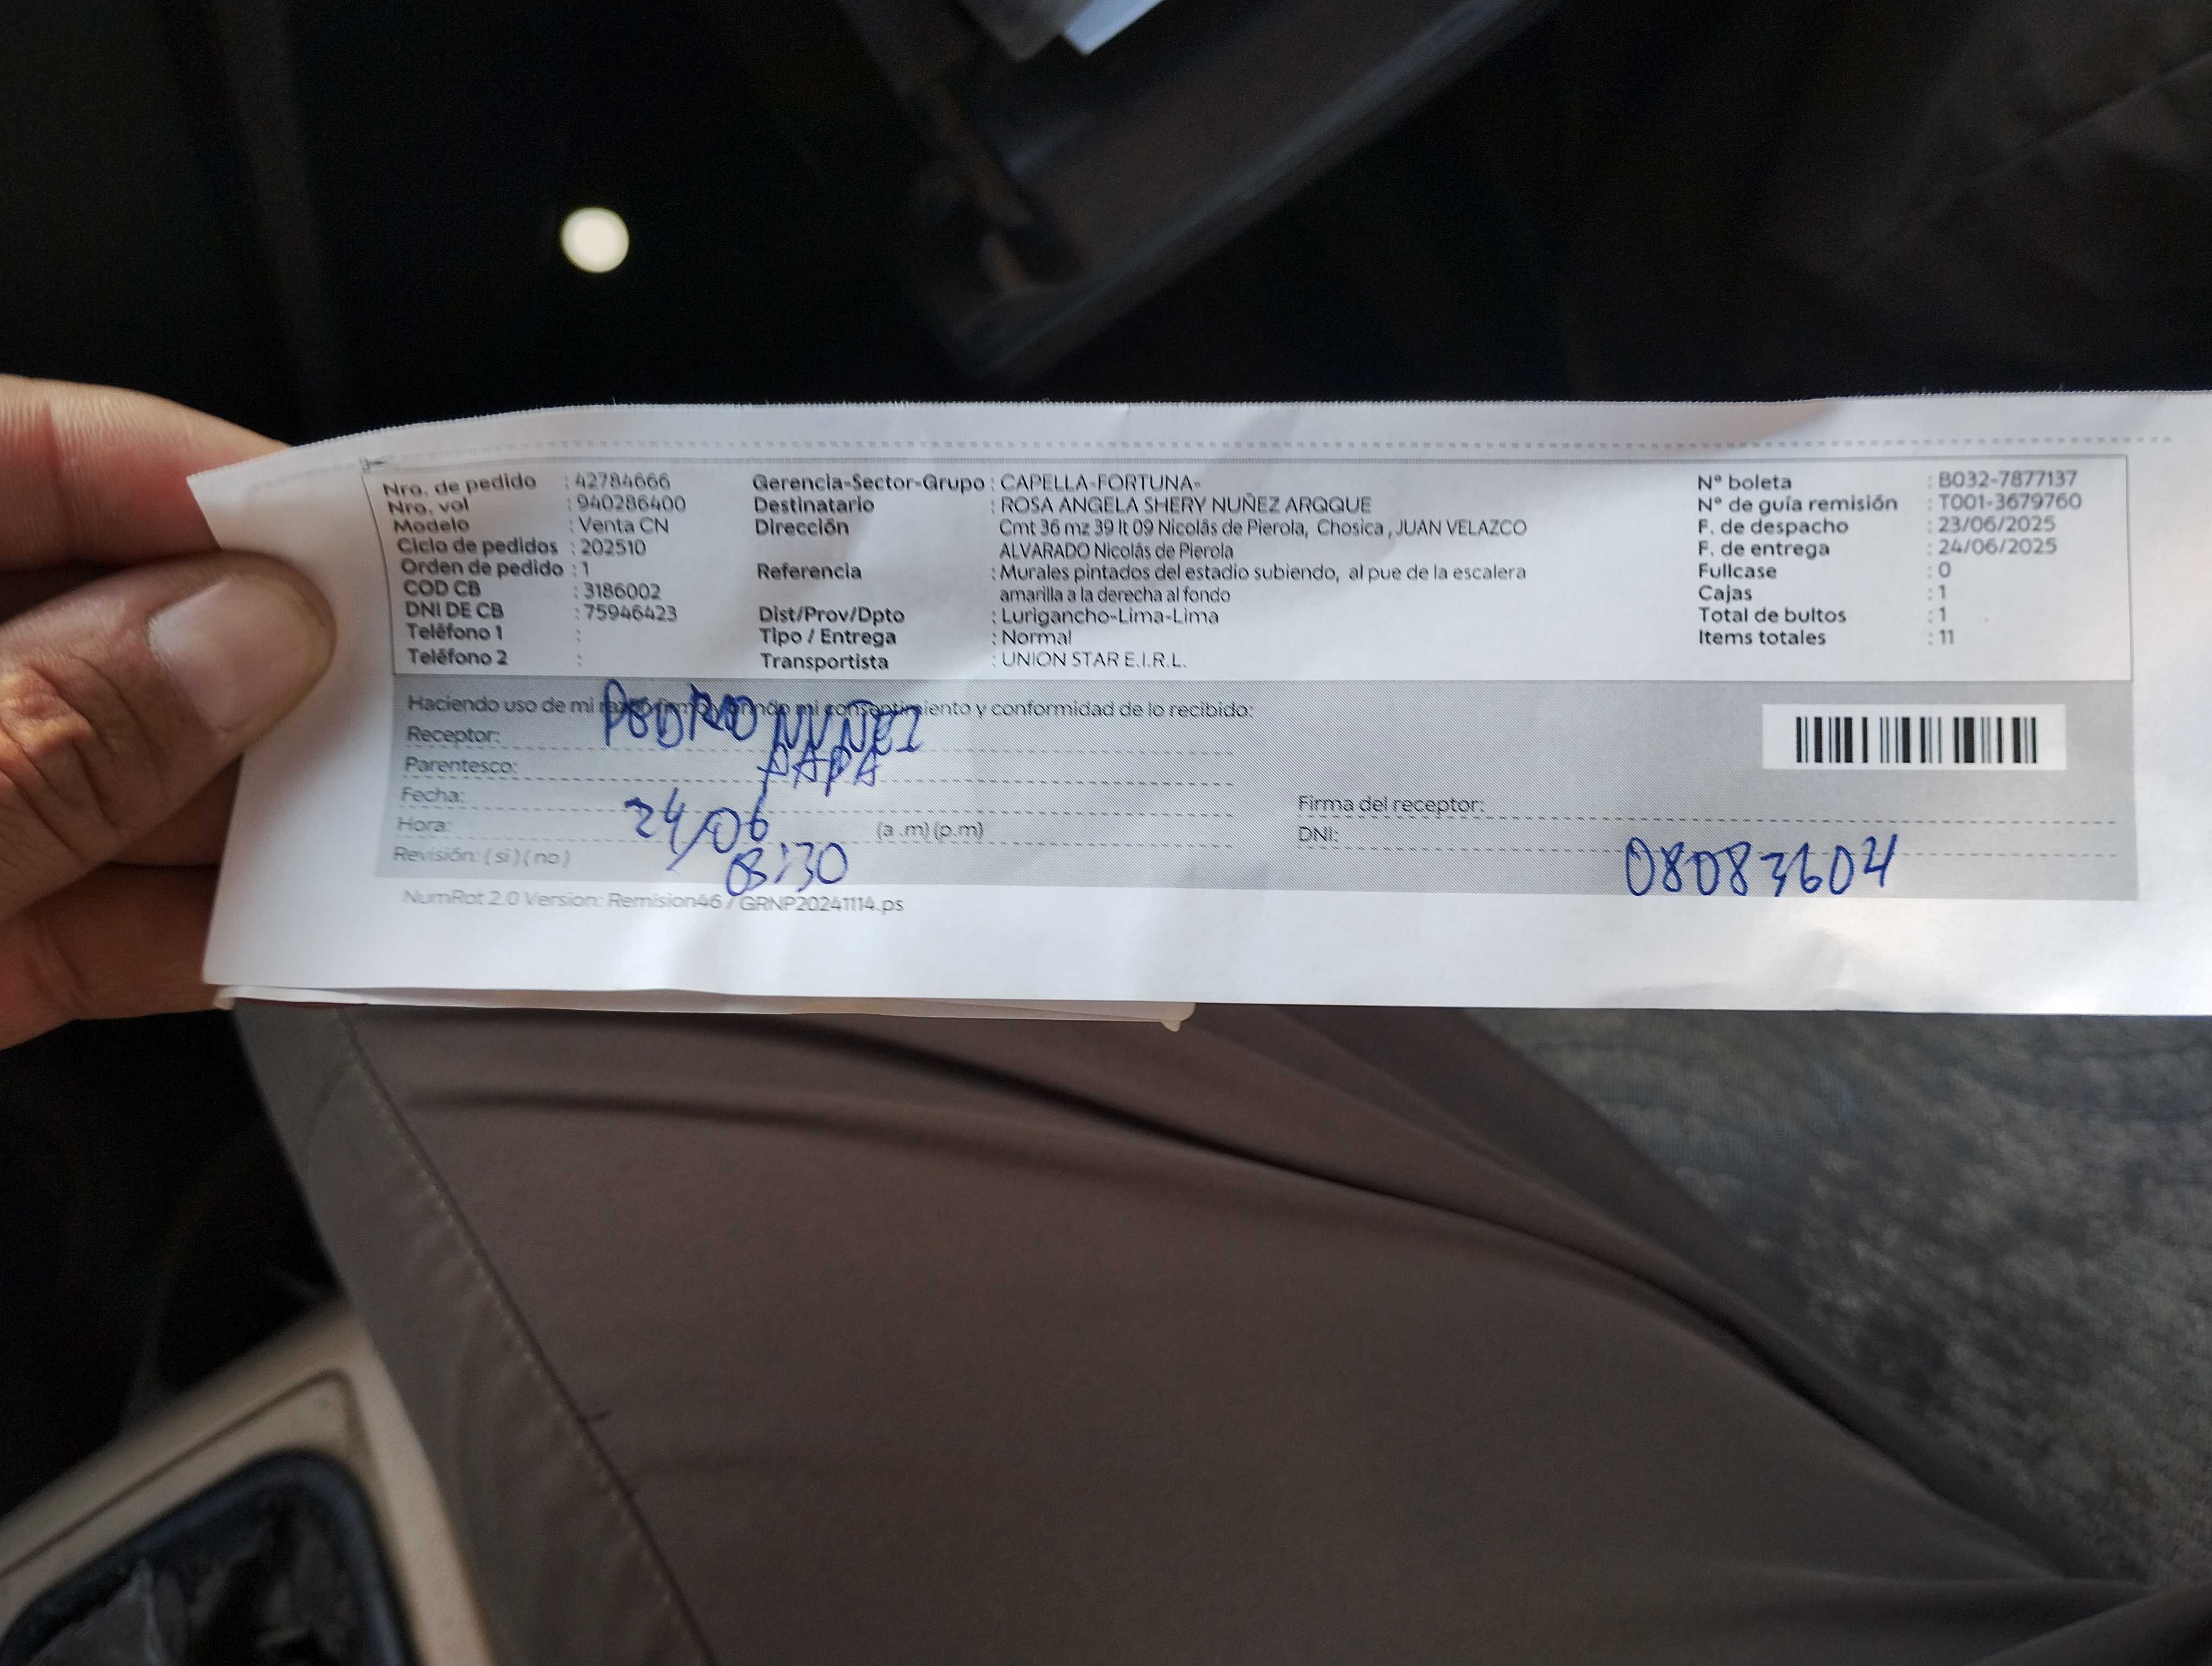 Nro. de pedido : 42784666
Nro. vol : 940286400
Modelo : Venta CN
Ciclo de pedidos : 202510
Orden de pedido : 1
COD CB : 3186002
DNI DE CB : 75946423
Teléfono 1 :
Teléfono 2 :
Gerencia-Sector-Grupo : CAPELLA-FORTUNA-
Destinatario : ROSA ANGELA SHERY NUÑEZ ARQQUE
Dirección Cmt 36 mz 39 lt 09 Nicolás de Pierola, Chosica , JUAN VELAZCO
ALVARADO Nicolás de Pierola
Referencia : Murales pintados del estadio subiendo, al pue de la escalera
amarilla a la derecha al fondo
Dist/Prov/Dpto : Lurigancho-Lima-Lima
Tipo / Entrega : Normal
Transportista : UNION STAR E.I.R.L.
N° boleta : B032-7877137
N° de guía remisión : T001-3679760
F. de despacho : 23/06/2025
F. de entrega : 24/06/2025
Fullcase : 0
Cajas : 1
Total de bultos : 1
Items totales : 11
Haciendo uso de mi mi consentimiento y conformidad de lo recibido:
Receptor: PEDRO NUÑEZ
Parentesco: PAPA
Fecha: 24/06
Hora: 08:30 (a .m) (p.m)
Revisión: ( si ) ( no )
Firma del receptor:
DNI: 08083604
NumRot 2.0 Version: Remision46 / GRNP20241114.ps